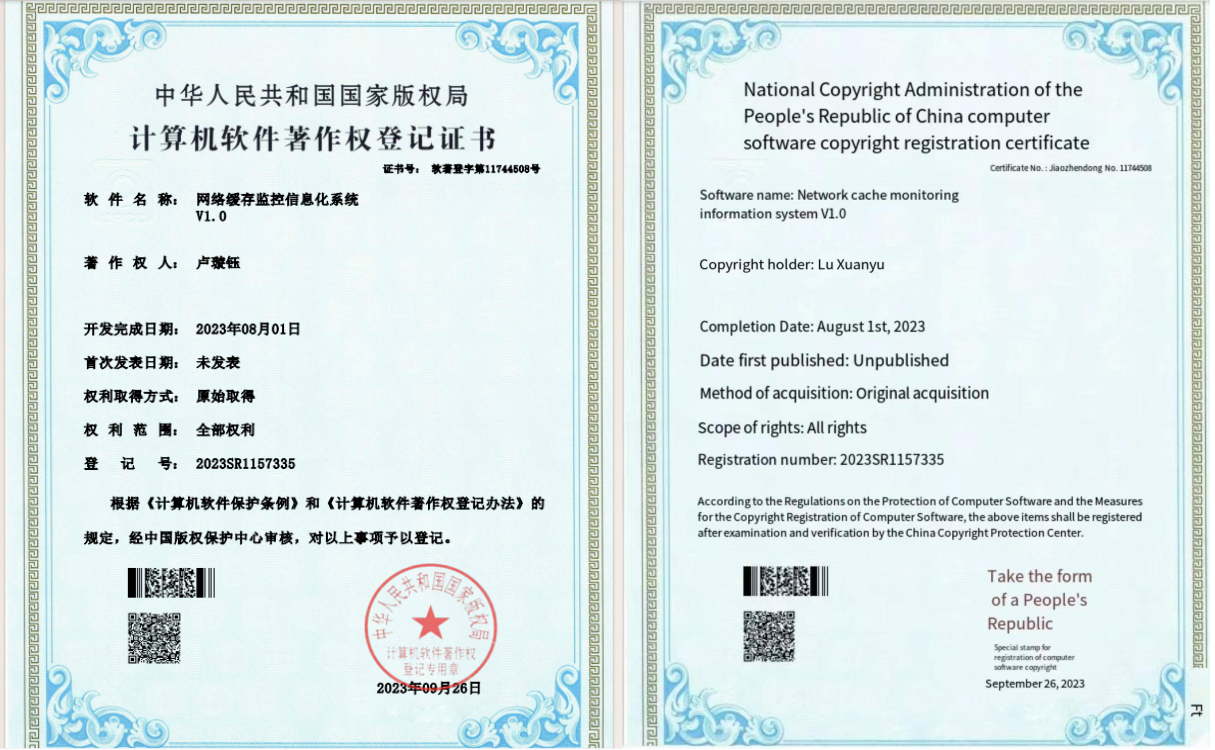 中华人民共和国国家版权局
计算机软件著作权登记证书
证书号： 软著登字第11744508号
软件名称： 网络缓存监控信息化系统
V1.0
著作权人： 卢璇钰
开发完成日期： 2023年08月01日
首次发表日期： 未发表
权利取得方式： 原始取得
权利范围： 全部权利
登记号： 2023SR1157335
根据《计算机软件保护条例》和《计算机软件著作权登记办法》的
规定，经中国版权保护中心审核，对以上事项予以登记。
中华人民共和国国家版权局
计算机软件著作权
登记专用章
2023年09月26日
National Copyright Administration of the
People's Republic of China computer
software copyright registration certificate
Certificate No. : Jiaozhendong No. 11744508
Software name: Network cache monitoring
information system V1.0
Copyright holder: Lu Xuanyu
Completion Date: August 1st, 2023
Date first published: Unpublished
Method of acquisition: Original acquisition
Scope of rights: All rights
Registration number: 2023SR1157335
According to the Regulations on the Protection of Computer Software and the Measures
for the Copyright Registration of Computer Software, the above items shall be registered
after examination and verification by the China Copyright Protection Center.
Take the form
of a People's
Republic
Special stamp for
registration of computer
software copyright
September 26, 2023
Ft